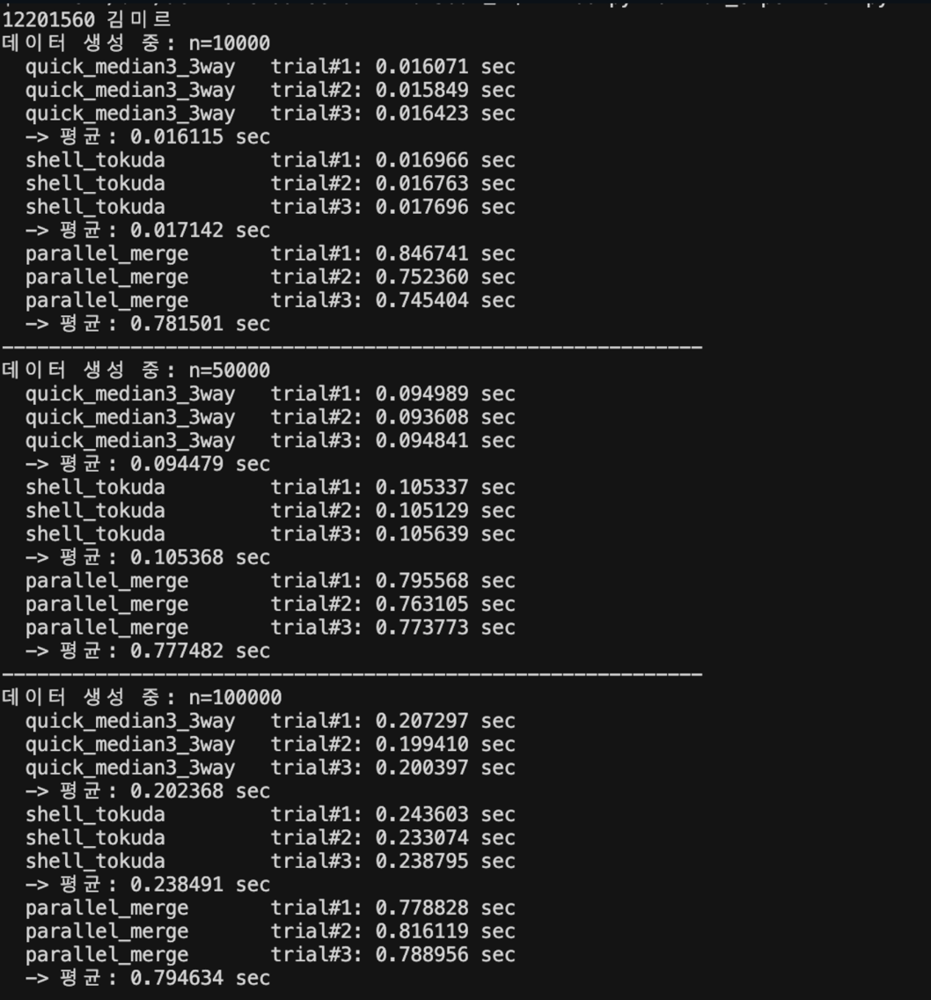 12201560 김미르
데이터 생성 중: n=10000
quick_median3_3way trial#1: 0.016071 sec
quick_median3_3way trial#2: 0.015849 sec
quick_median3_3way trial#3: 0.016423 sec
-> 평균: 0.016115 sec
shell_tokuda trial#1: 0.016966 sec
shell_tokuda trial#2: 0.016763 sec
shell_tokuda trial#3: 0.017696 sec
-> 평균: 0.017142 sec
parallel_merge trial#1: 0.846741 sec
parallel_merge trial#2: 0.752360 sec
parallel_merge trial#3: 0.745404 sec
-> 평균: 0.781501 sec
------------------------------------------------------------
데이터 생성 중: n=50000
quick_median3_3way trial#1: 0.094989 sec
quick_median3_3way trial#2: 0.093608 sec
quick_median3_3way trial#3: 0.094841 sec
-> 평균: 0.094479 sec
shell_tokuda trial#1: 0.105337 sec
shell_tokuda trial#2: 0.105129 sec
shell_tokuda trial#3: 0.105639 sec
-> 평균: 0.105368 sec
parallel_merge trial#1: 0.795568 sec
parallel_merge trial#2: 0.763105 sec
parallel_merge trial#3: 0.773773 sec
-> 평균: 0.777482 sec
------------------------------------------------------------
데이터 생성 중: n=100000
quick_median3_3way trial#1: 0.207297 sec
quick_median3_3way trial#2: 0.199410 sec
quick_median3_3way trial#3: 0.200397 sec
-> 평균: 0.202368 sec
shell_tokuda trial#1: 0.243603 sec
shell_tokuda trial#2: 0.233074 sec
shell_tokuda trial#3: 0.238795 sec
-> 평균: 0.238491 sec
parallel_merge trial#1: 0.778828 sec
parallel_merge trial#2: 0.816119 sec
parallel_merge trial#3: 0.788956 sec
-> 평균: 0.794634 sec